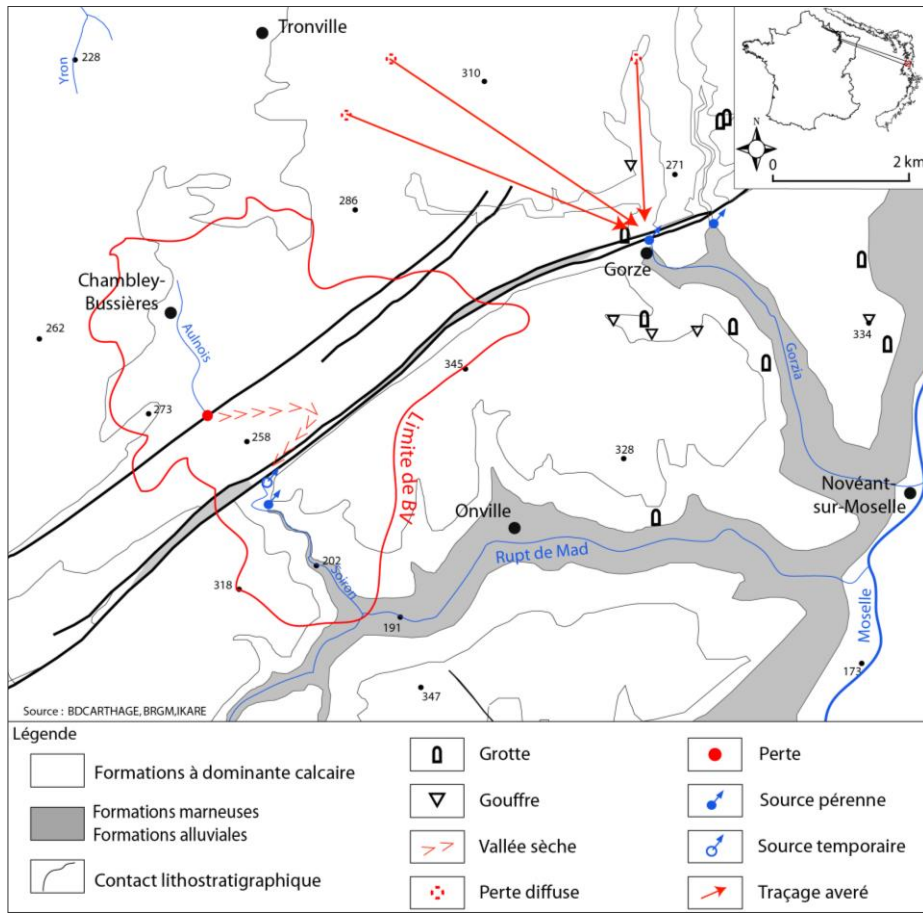 Tronville
Yron
228
310
271
286
N
0
2 km
Gorze
Chambley-
Bussières
262
Aulnois
334
345
Gorzia
273
258
Limite de BV
328
Onville
Novéant-
sur-Moselle
Rupt de Mad
202
Soiron
318
191
Moselle
173
347
Source : BDCARTHAGE, BRGM,IKARE
Légende
Formations à dominante calcaire
Formations marneuses
Formations alluviales
Contact lithostratigraphique
Grotte
Gouffre
Vallée sèche
Perte diffuse
Perte
Source pérenne
Source temporaire
Traçage averé